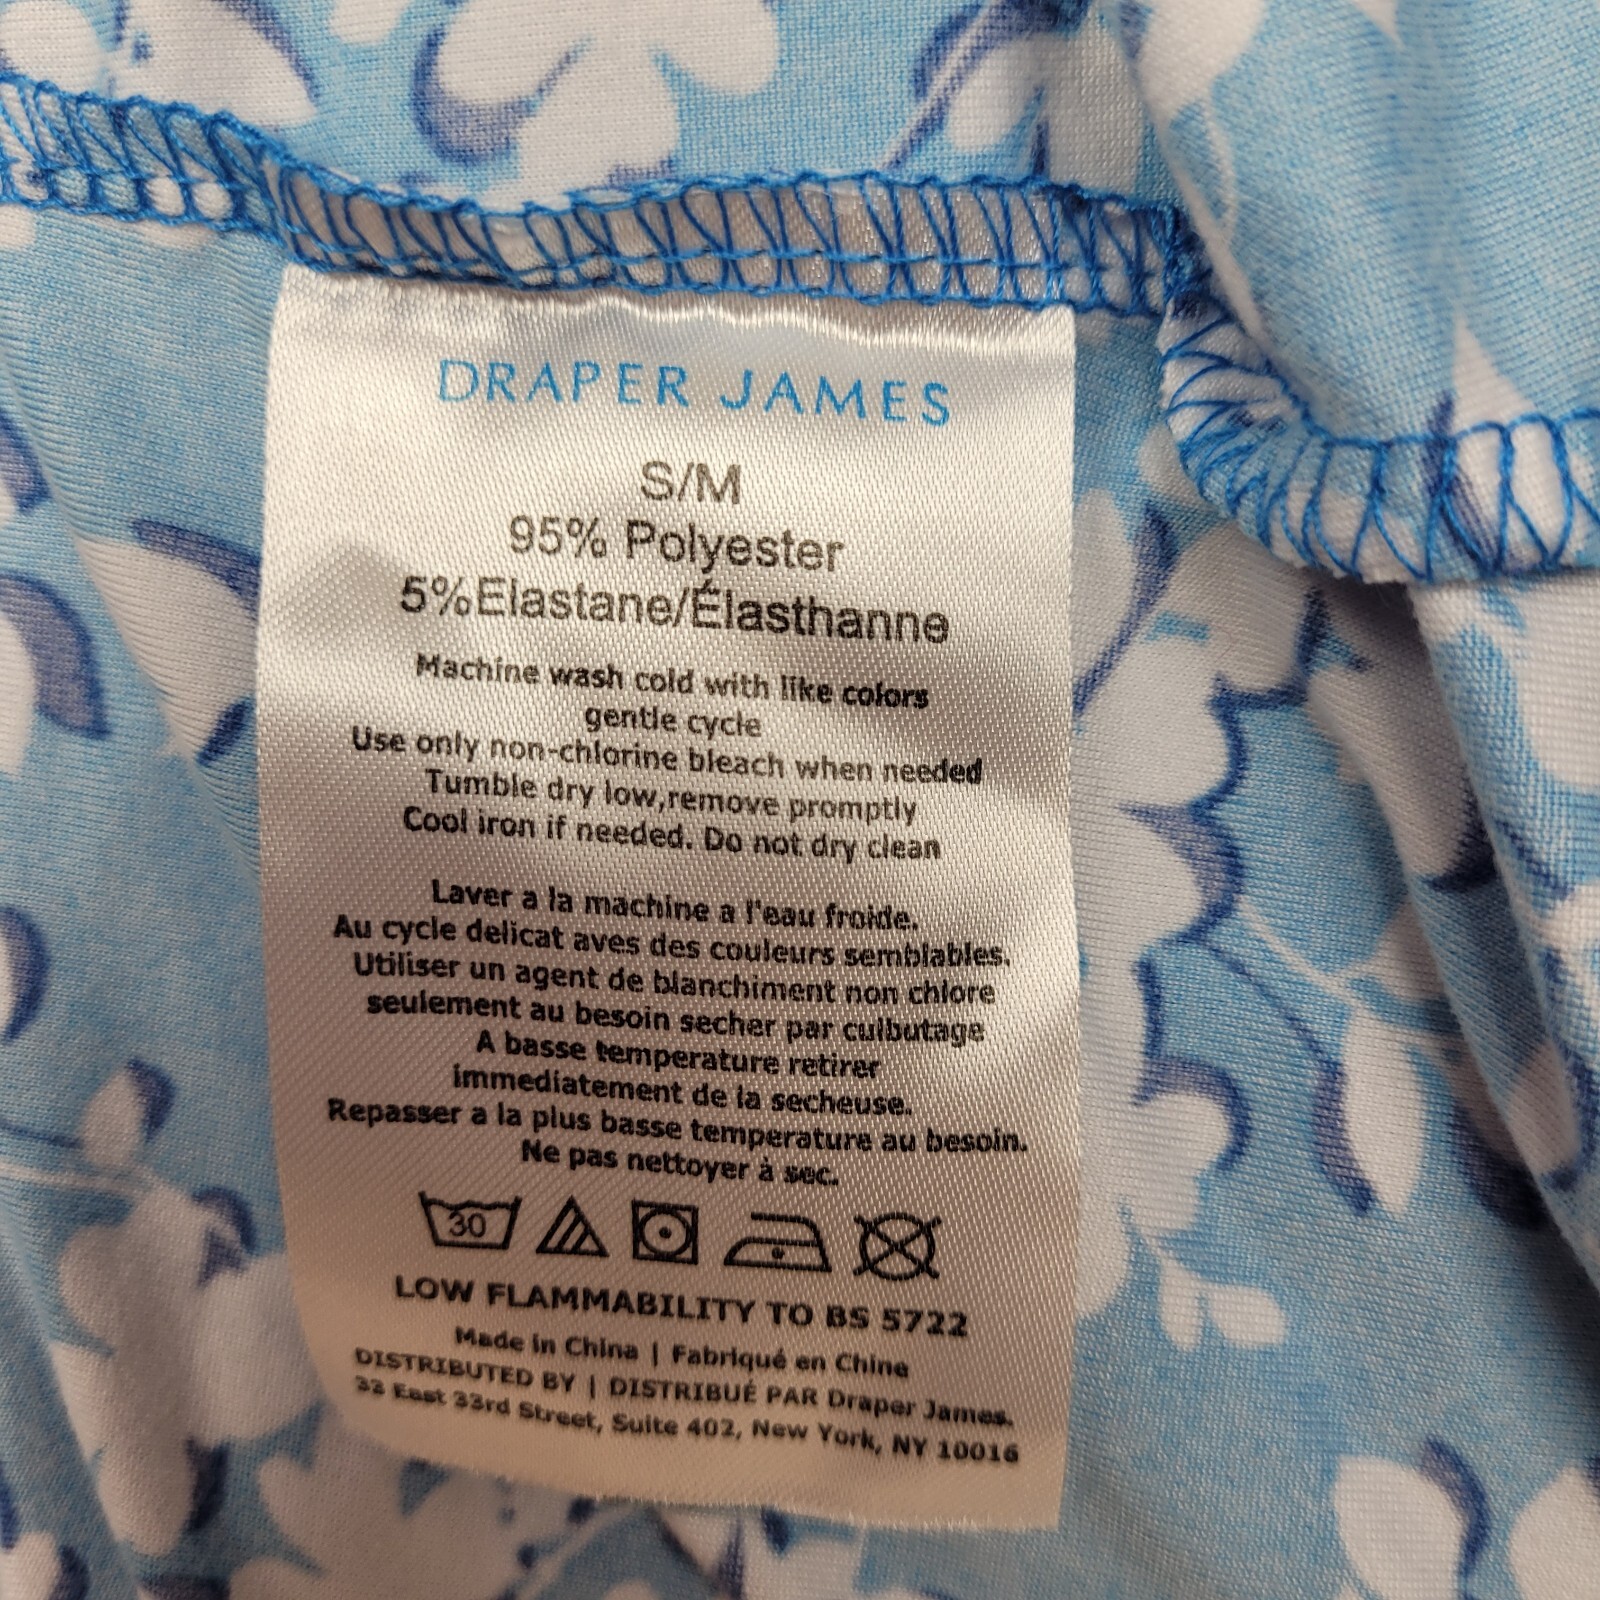 DRAPER JAMES
S/M
95% Polyester
5%Elastane/Élasthanne
Machine wash cold with like colors
gentle cycle
Use only non-chlorine bleach when needed
Tumble dry low,remove promptly
Cool iron if needed. Do not dry clean
Laver a la machine a l'eau froide.
Au cycle delicat aves des couleurs semblables.
Utiliser un agent de blanchiment non chlore
seulement au besoin secher par culbutage
A basse temperature retirer
immediatement de la secheuse.
Repasser a la plus basse temperature au besoin.
Ne pas nettoyer à sec.
30
LOW FLAMMABILITY TO BS 5722
Made in China | Fabriqué en Chine
DISTRIBUTED BY | DISTRIBUÉ PAR Draper James.
32 East 33rd Street, Suite 402, New York, NY 10016